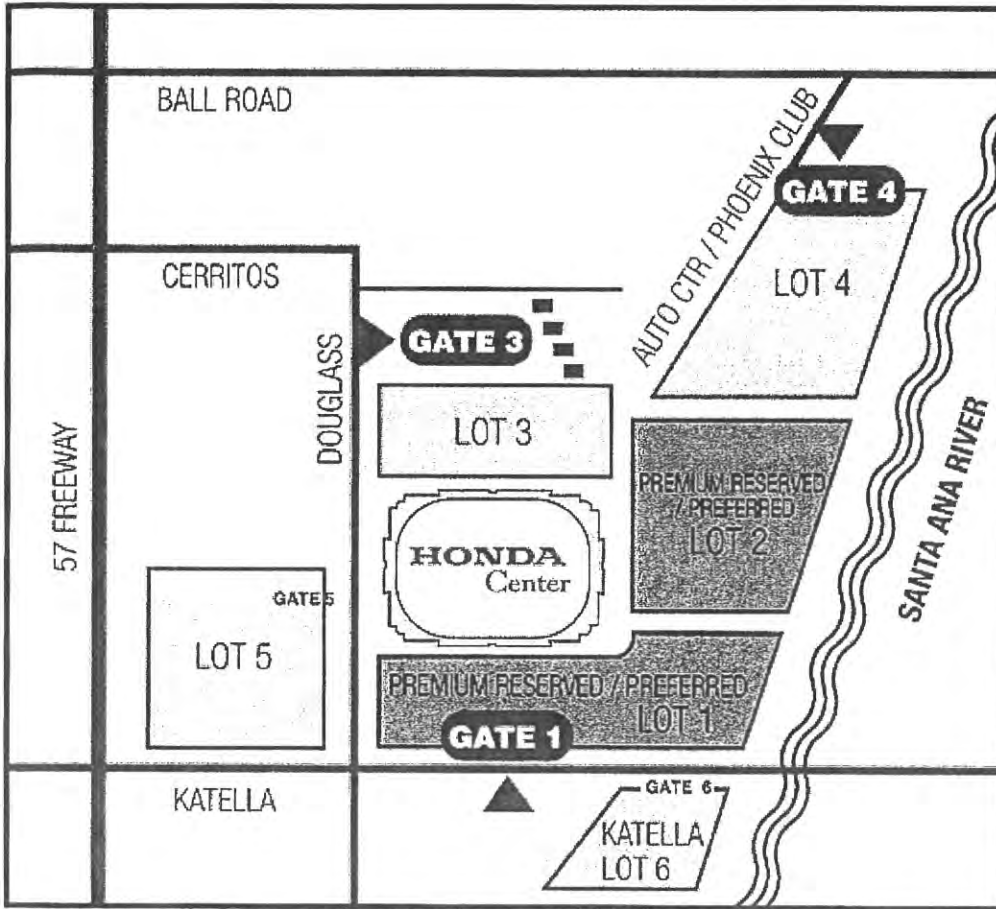 BALL ROAD
AUTO CTR / PHOENIX CLUB
GATE 4
LOT 4
CERRITOS
DOUGLASS
GATE 3
LOT 3
57 FREEWAY
SANTA ANA RIVER
PREMIUM RESERVED
/ PREFERRED
LOT 2
HONDA
Center
GATE 5
LOT 5
PREMIUM RESERVED / PREFERRED
LOT 1
GATE 1
KATELLA
GATE 6
KATELLA
LOT 6